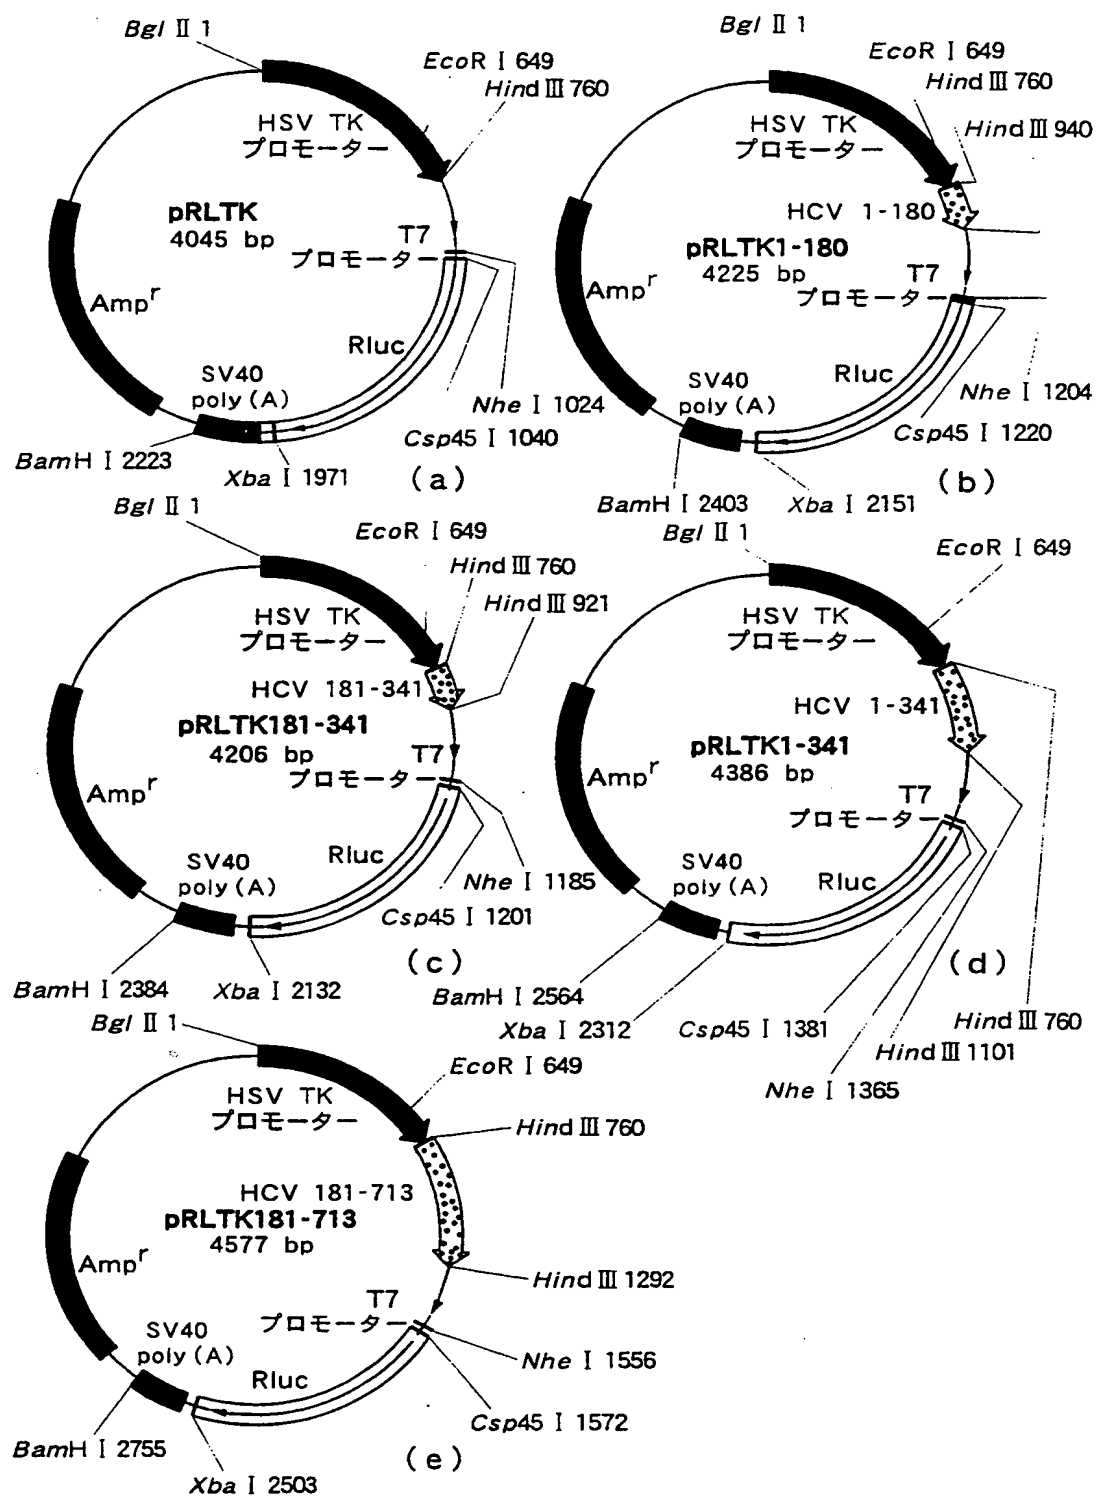 Bgl Ⅱ 1
EcoR Ⅰ 649
Hind Ⅲ 760
HSV TK
プロモーター
pRLTK
4045 bp
T7
プロモーター
Amp r
Rluc
SV40
poly (A)
Nhe Ⅰ 1024
Csp45 Ⅰ 1040
BamH Ⅰ 2223
Xba Ⅰ 1971
(a)
Bgl Ⅱ 1
EcoR Ⅰ 649
Hind Ⅲ 760
Hind Ⅲ 940
HSV TK
プロモーター
HCV 1-180
pRLTK1-180
4225 bp
T7
プロモーター
Amp r
Rluc
SV40
poly (A)
Nhe Ⅰ 1204
Csp45 Ⅰ 1220
BamH Ⅰ 2403
Xba Ⅰ 2151
(b)
Bgl Ⅱ 1
EcoR Ⅰ 649
Hind Ⅲ 760
Hind Ⅲ 921
HSV TK
プロモーター
HCV 181-341
pRLTK181-341
4206 bp
T7
プロモーター
Amp r
Rluc
SV40
poly (A)
Nhe Ⅰ 1185
Csp45 Ⅰ 1201
BamH Ⅰ 2384
Xba Ⅰ 2132
(c)
Bgl Ⅱ 1
EcoR Ⅰ 649
HSV TK
プロモーター
HCV 1-341
pRLTK1-341
4386 bp
T7
プロモーター
Amp r
Rluc
SV40
poly (A)
BamH Ⅰ 2564
Xba Ⅰ 2312
Csp45 Ⅰ 1381
Hind Ⅲ 760
Hind Ⅲ 1101
Nhe Ⅰ 1365
(d)
Bgl Ⅱ 1
EcoR Ⅰ 649
Hind Ⅲ 760
HSV TK
プロモーター
HCV 181-713
pRLTK181-713
4577 bp
Hind Ⅲ 1292
T7
プロモーター
Amp r
Rluc
SV40
poly (A)
Nhe Ⅰ 1556
Csp45 Ⅰ 1572
BamH Ⅰ 2755
Xba Ⅰ 2503
(e)